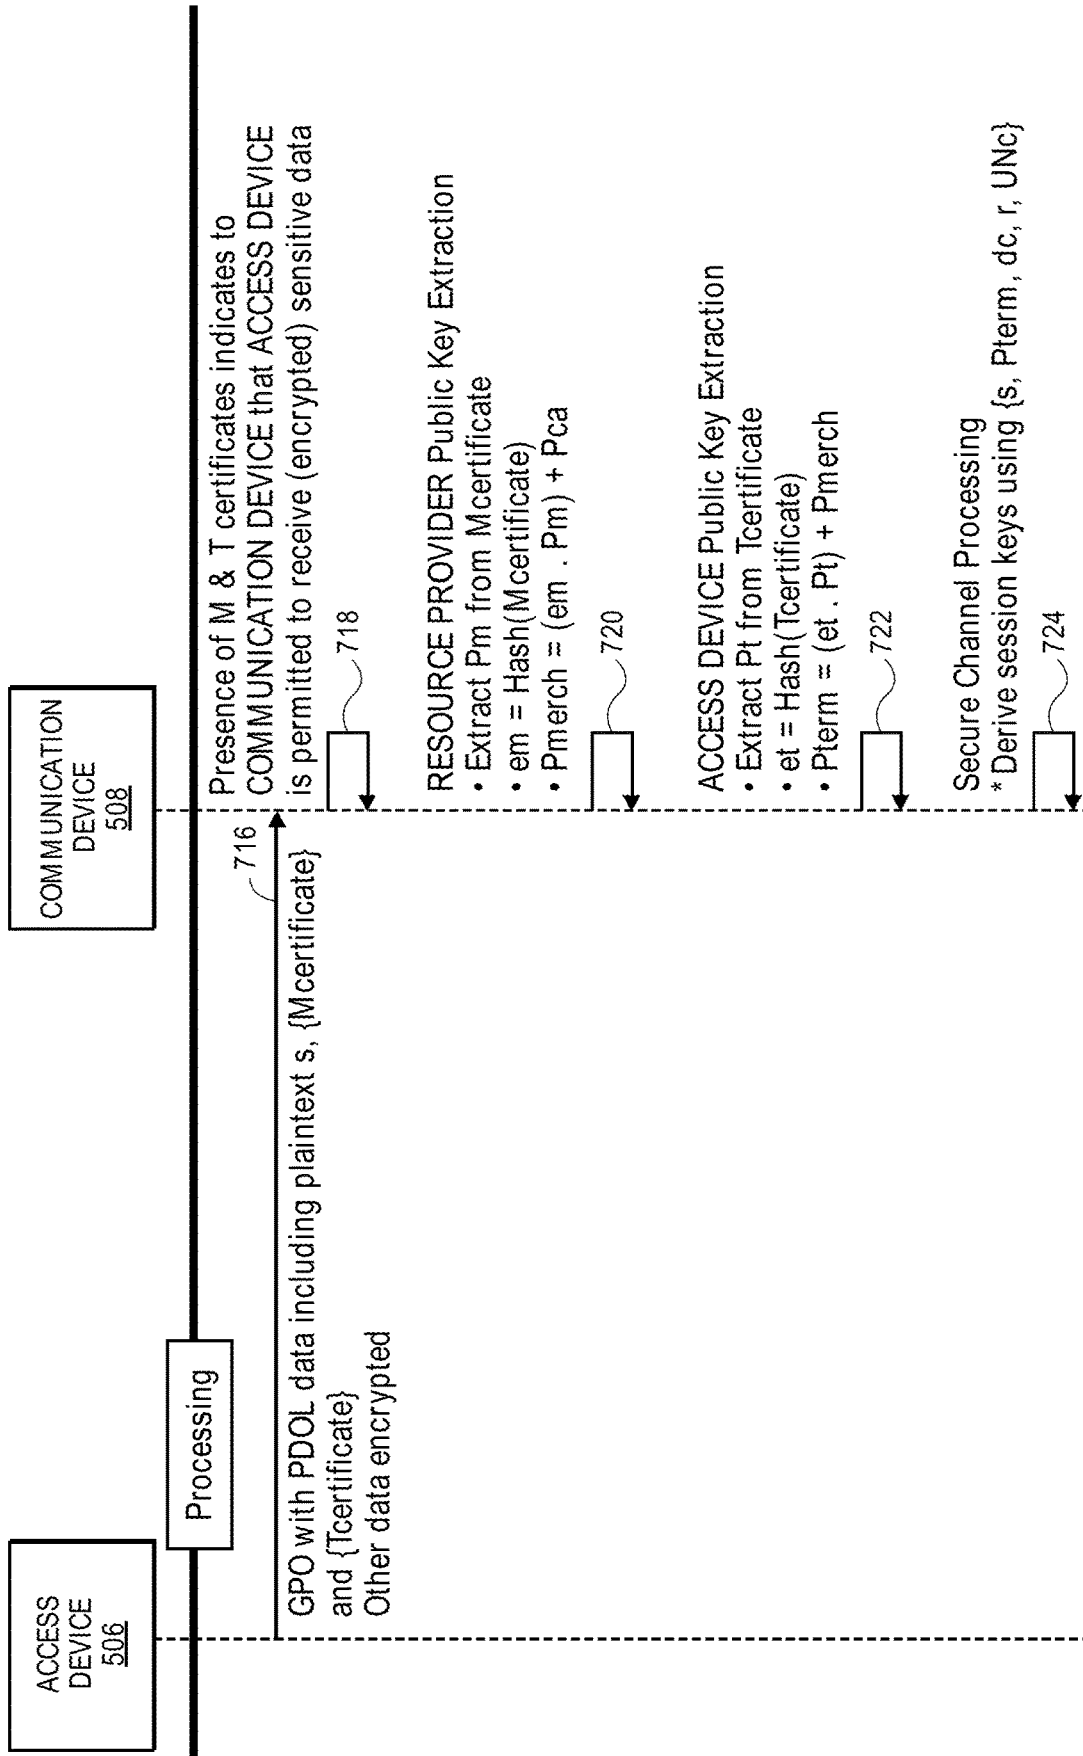 ACCESS
DEVICE
506
COMMUNICATION
DEVICE
508
Processing
716
GPO with PDOL data including plaintext s, {Mcertificate}
and {Tcertificate}
Other data encrypted
Presence of M & T certificates indicates to
COMMUNICATION DEVICE that ACCESS DEVICE
is permitted to receive (encrypted) sensitive data
718
RESOURCE PROVIDER Public Key Extraction
• Extract Pm from Mcertificate
• em = Hash(Mcertificate)
• Pmerch = (em . Pm) + Pca
720
ACCESS DEVICE Public Key Extraction
• Extract Pt from Tcertificate
• et = Hash(Tcertificate)
• Pterm = (et . Pt) + Pmerch
722
Secure Channel Processing
* Derive session keys using {s, Pterm, dc, r, UNc}
724